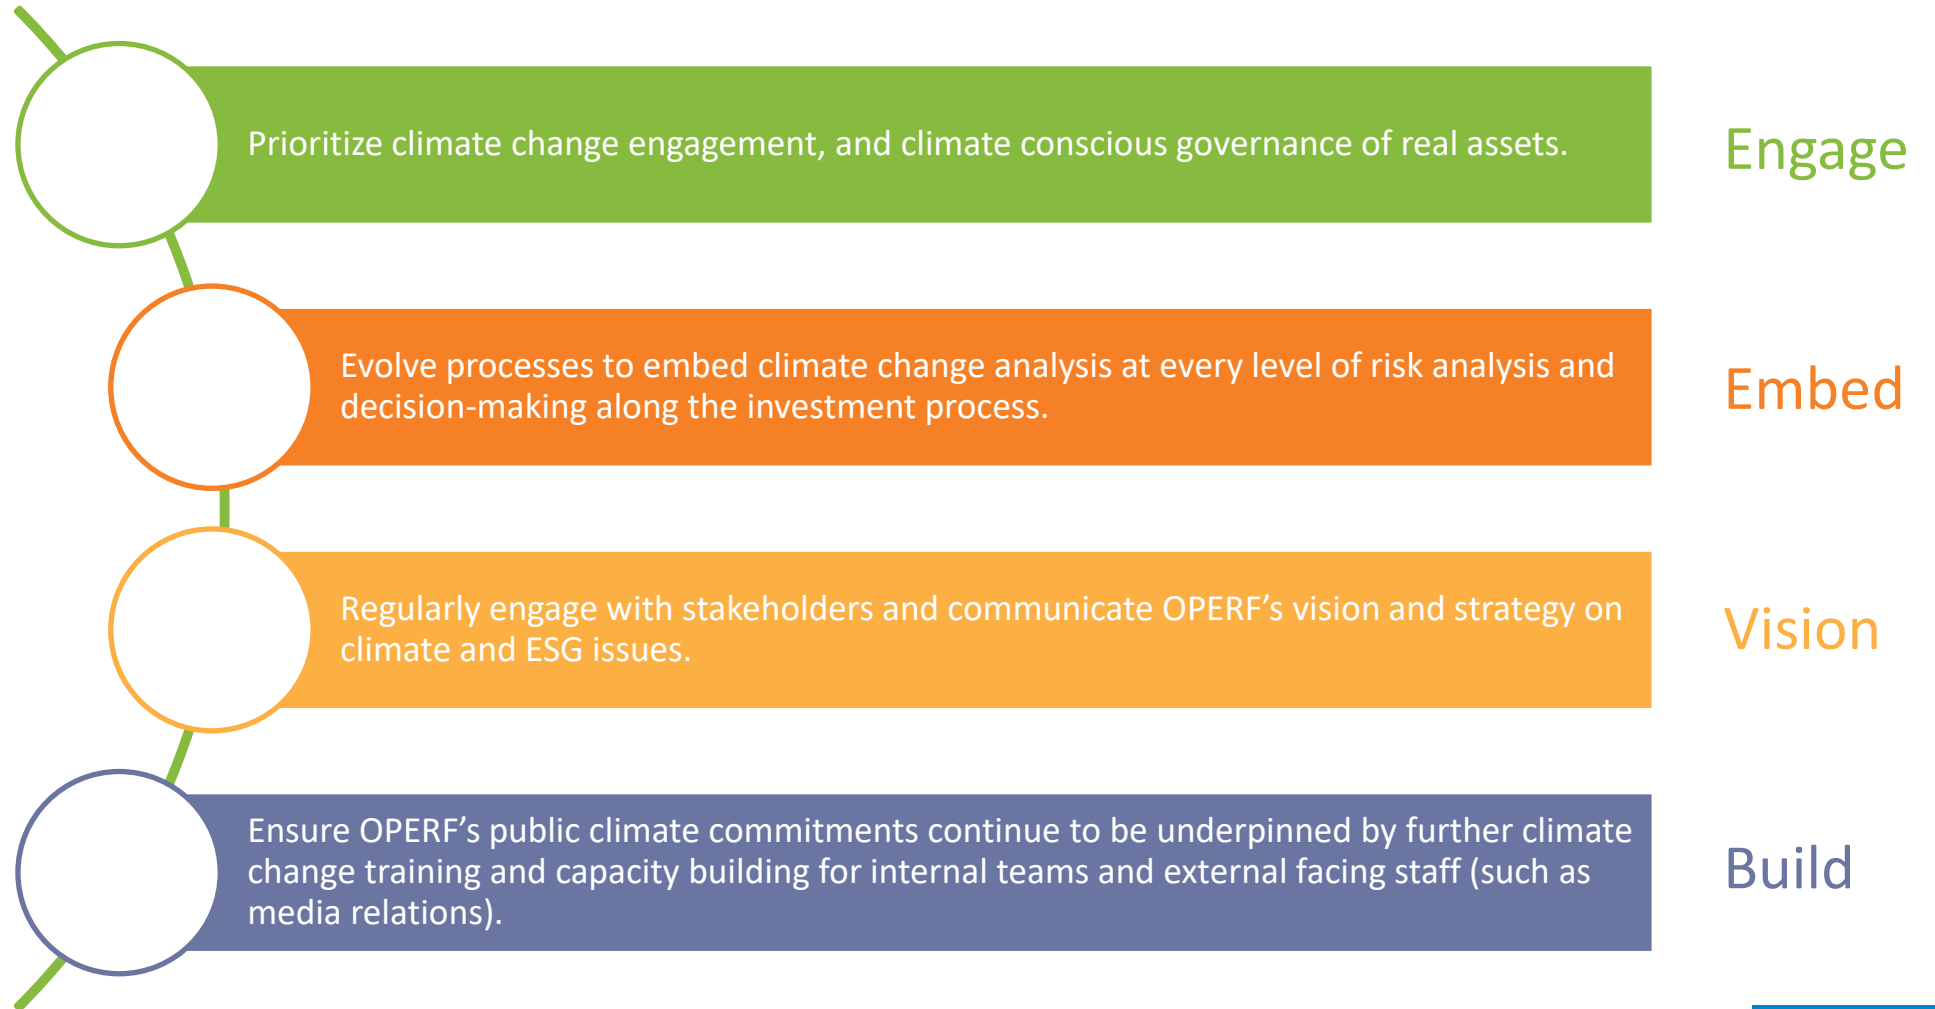 Prioritize climate change engagement, and climate conscious governance of real assets.
Engage
Evolve processes to embed climate change analysis at every level of risk analysis and
decision-making along the investment process.
Embed
Regularly engage with stakeholders and communicate OPERF’s vision and strategy on
climate and ESG issues.
Vision
Ensure OPERF’s public climate commitments continue to be underpinned by further climate
change training and capacity building for internal teams and external facing staff (such as
media relations).
Build